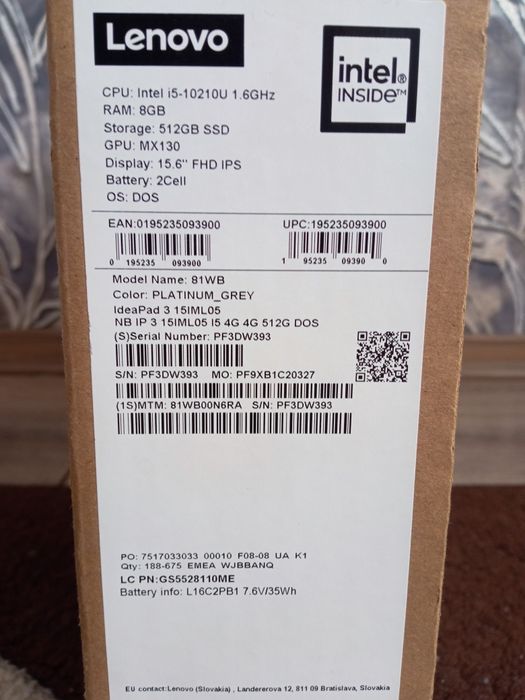 Lenovo
intel®
INSIDE™
CPU: Intel i5-10210U 1.6GHz
RAM: 8GB
Storage: 512GB SSD
GPU: MX130
Display: 15.6" FHD IPS
Battery: 2Cell
OS: DOS
EAN:0195235093900 UPC:195235093900
0 195235 093900 1 95235 09390 0
Model Name: 81WB
Color: PLATINUM_GREY
IdeaPad 3 15IML05
NB IP 3 15IML05 I5 4G 4G 512G DOS
(S)Serial Number: PF3DW393
S/N: PF3DW393 MO: PF9XB1C20327
(1S)MTM: 81WB00N6RA S/N: PF3DW393
PO: 7517033033 00010 F08-08 UA K1
Qty: 188-675 EMEA WJBBANQ
LC PN:GS5528110ME
Battery info: L16C2PB1 7.6V/35Wh
EU contact:Lenovo (Slovakia) , Landererova 12, 811 09 Bratislava, Slovakia